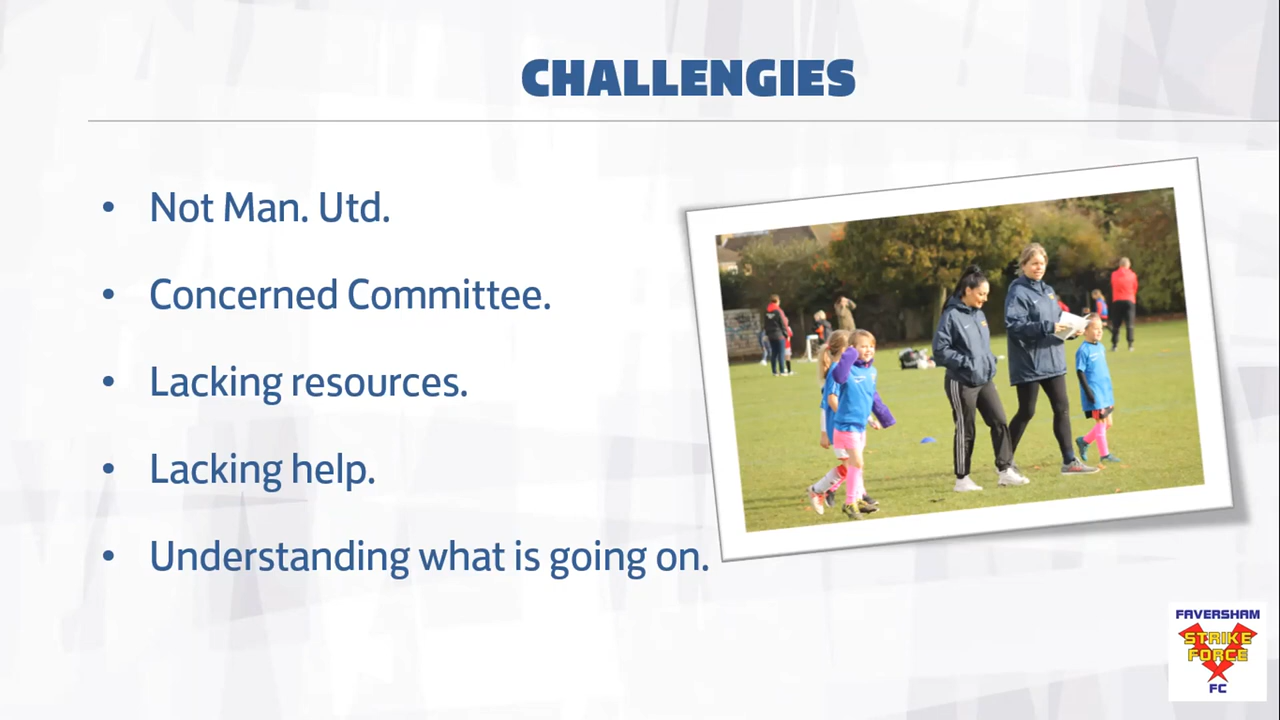 CHALLENGIES
• Not Man. Utd.
• Concerned Committee.
• Lacking resources.
• Lacking help.
• Understanding what is going on.
FAVERSHAM
STRIKE
FORCE
FC